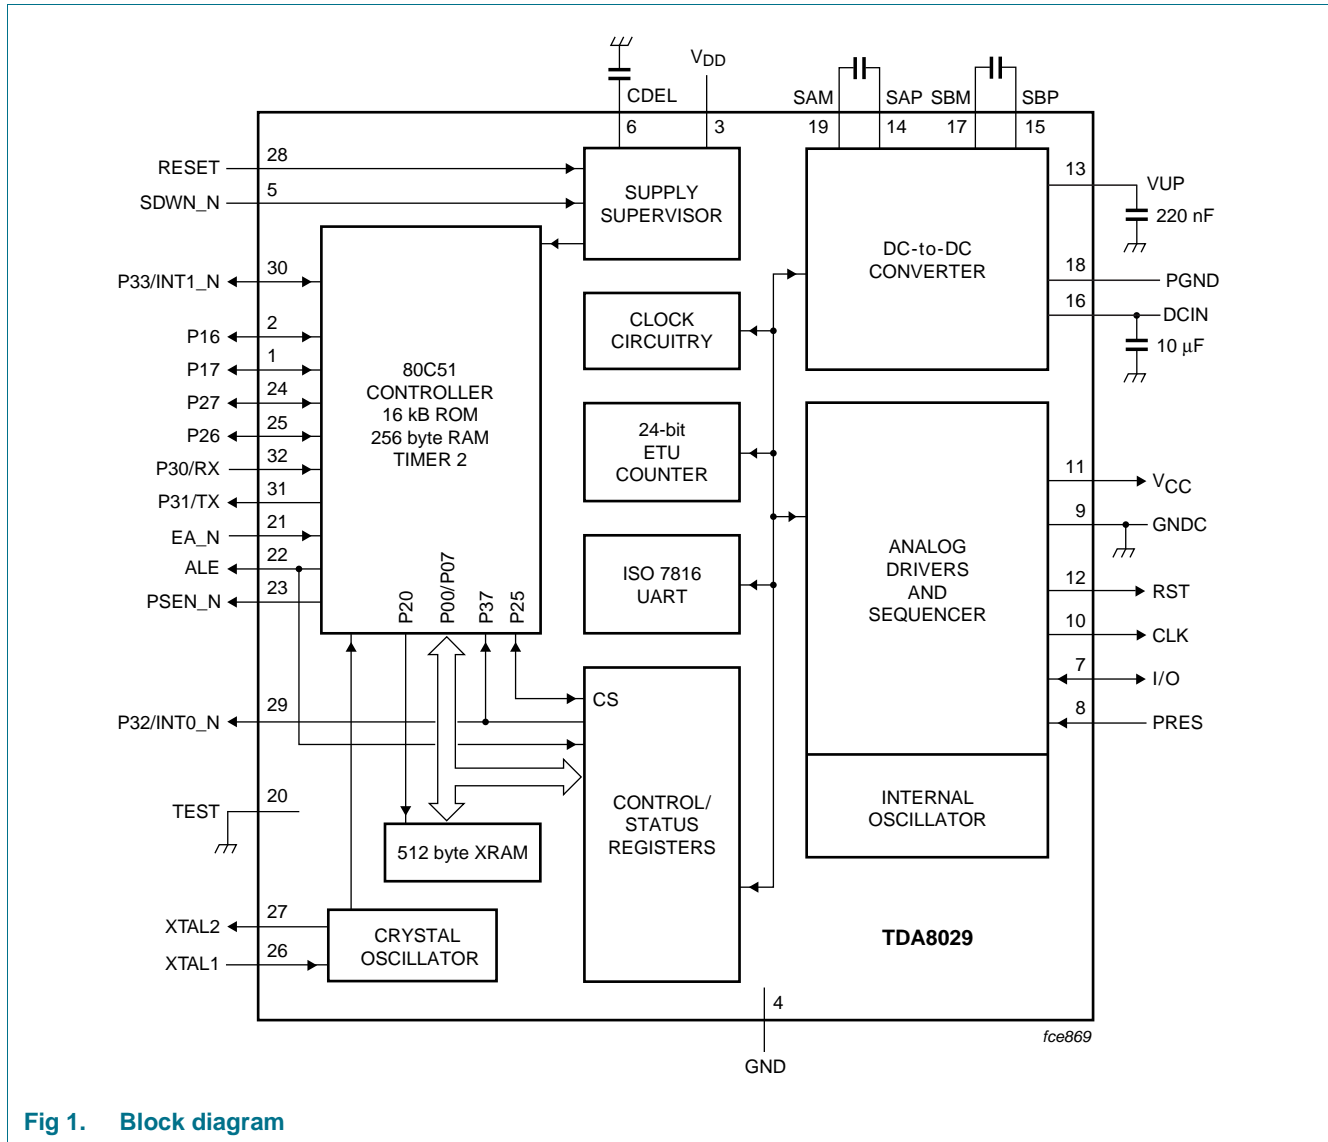 CDEL
VDD
6
3
SAM
SAP
SBM
SBP
19
14
17
15
RESET
28
SDWN_N
5
SUPPLY
SUPERVISOR
13
VUP
220 nF
DC-to-DC
CONVERTER
18
PGND
16
DCIN
10 μF
P33/INT1_N
30
P16
2
P17
1
P27
24
P26
25
P30/RX
32
P31/TX
31
EA_N
21
ALE
22
PSEN_N
23
80C51
CONTROLLER
16 kB ROM
256 byte RAM
TIMER 2
P20
P00/P07
P37
P25
CLOCK
CIRCUITRY
24-bit
ETU
COUNTER
ISO 7816
UART
ANALOG
DRIVERS
AND
SEQUENCER
11
VCC
9
GNDC
12
RST
10
CLK
7
I/O
8
PRES
INTERNAL
OSCILLATOR
CS
CONTROL/
STATUS
REGISTERS
P32/INT0_N
29
TEST
20
512 byte XRAM
XTAL2
27
XTAL1
26
CRYSTAL
OSCILLATOR
TDA8029
4
GND
fce869
Fig 1. Block diagram